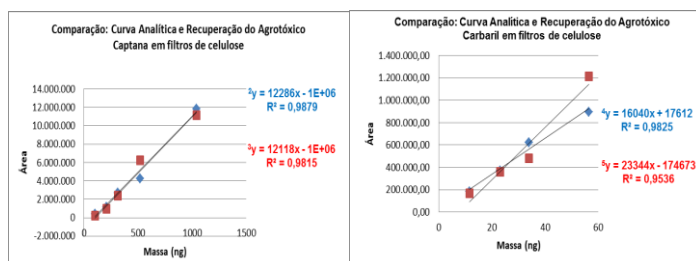 Comparação: Curva Analítica e Recuperação do Agrotóxico
Captana em filtros de celulose
14.000.000
12.000.000
10.000.000
8.000.000
6.000.000
4.000.000
2.000.000
0
-2.000.000
Área
0
500
1000
1500
Massa (ng)
²y = 12286x - 1E+06
R² = 0,9879
³y = 12118x - 1E+06
R² = 0,9815
Comparação: Curva Analítica e Recuperação do Agrotóxico
Carbaril em filtros de celulose
1.400.000,00
1.200.000,00
1.000.000,00
800.000,00
600.000,00
400.000,00
200.000,00
0,00
Área
0
20
40
60
Massa (ng)
⁴y = 16040x + 17612
R² = 0,9825
⁵y = 23344x - 174673
R² = 0,9536